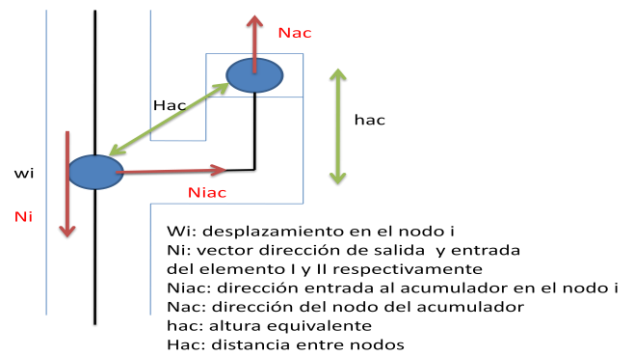 Nac
Hac
hac
wi
Niac
Ni
Wi: desplazamiento en el nodo i
Ni: vector dirección de salida y entrada
del elemento I y II respectivamente
Niac: dirección entrada al acumulador en el nodo i
Nac: dirección del nodo del acumulador
hac: altura equivalente
Hac: distancia entre nodos